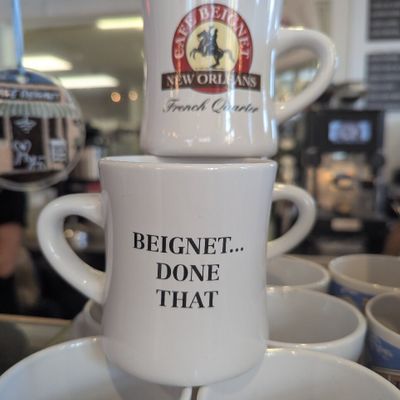 CAFE BEIGNET
NEW ORLEANS
French Quarter
BEIGNET...
DONE
THAT